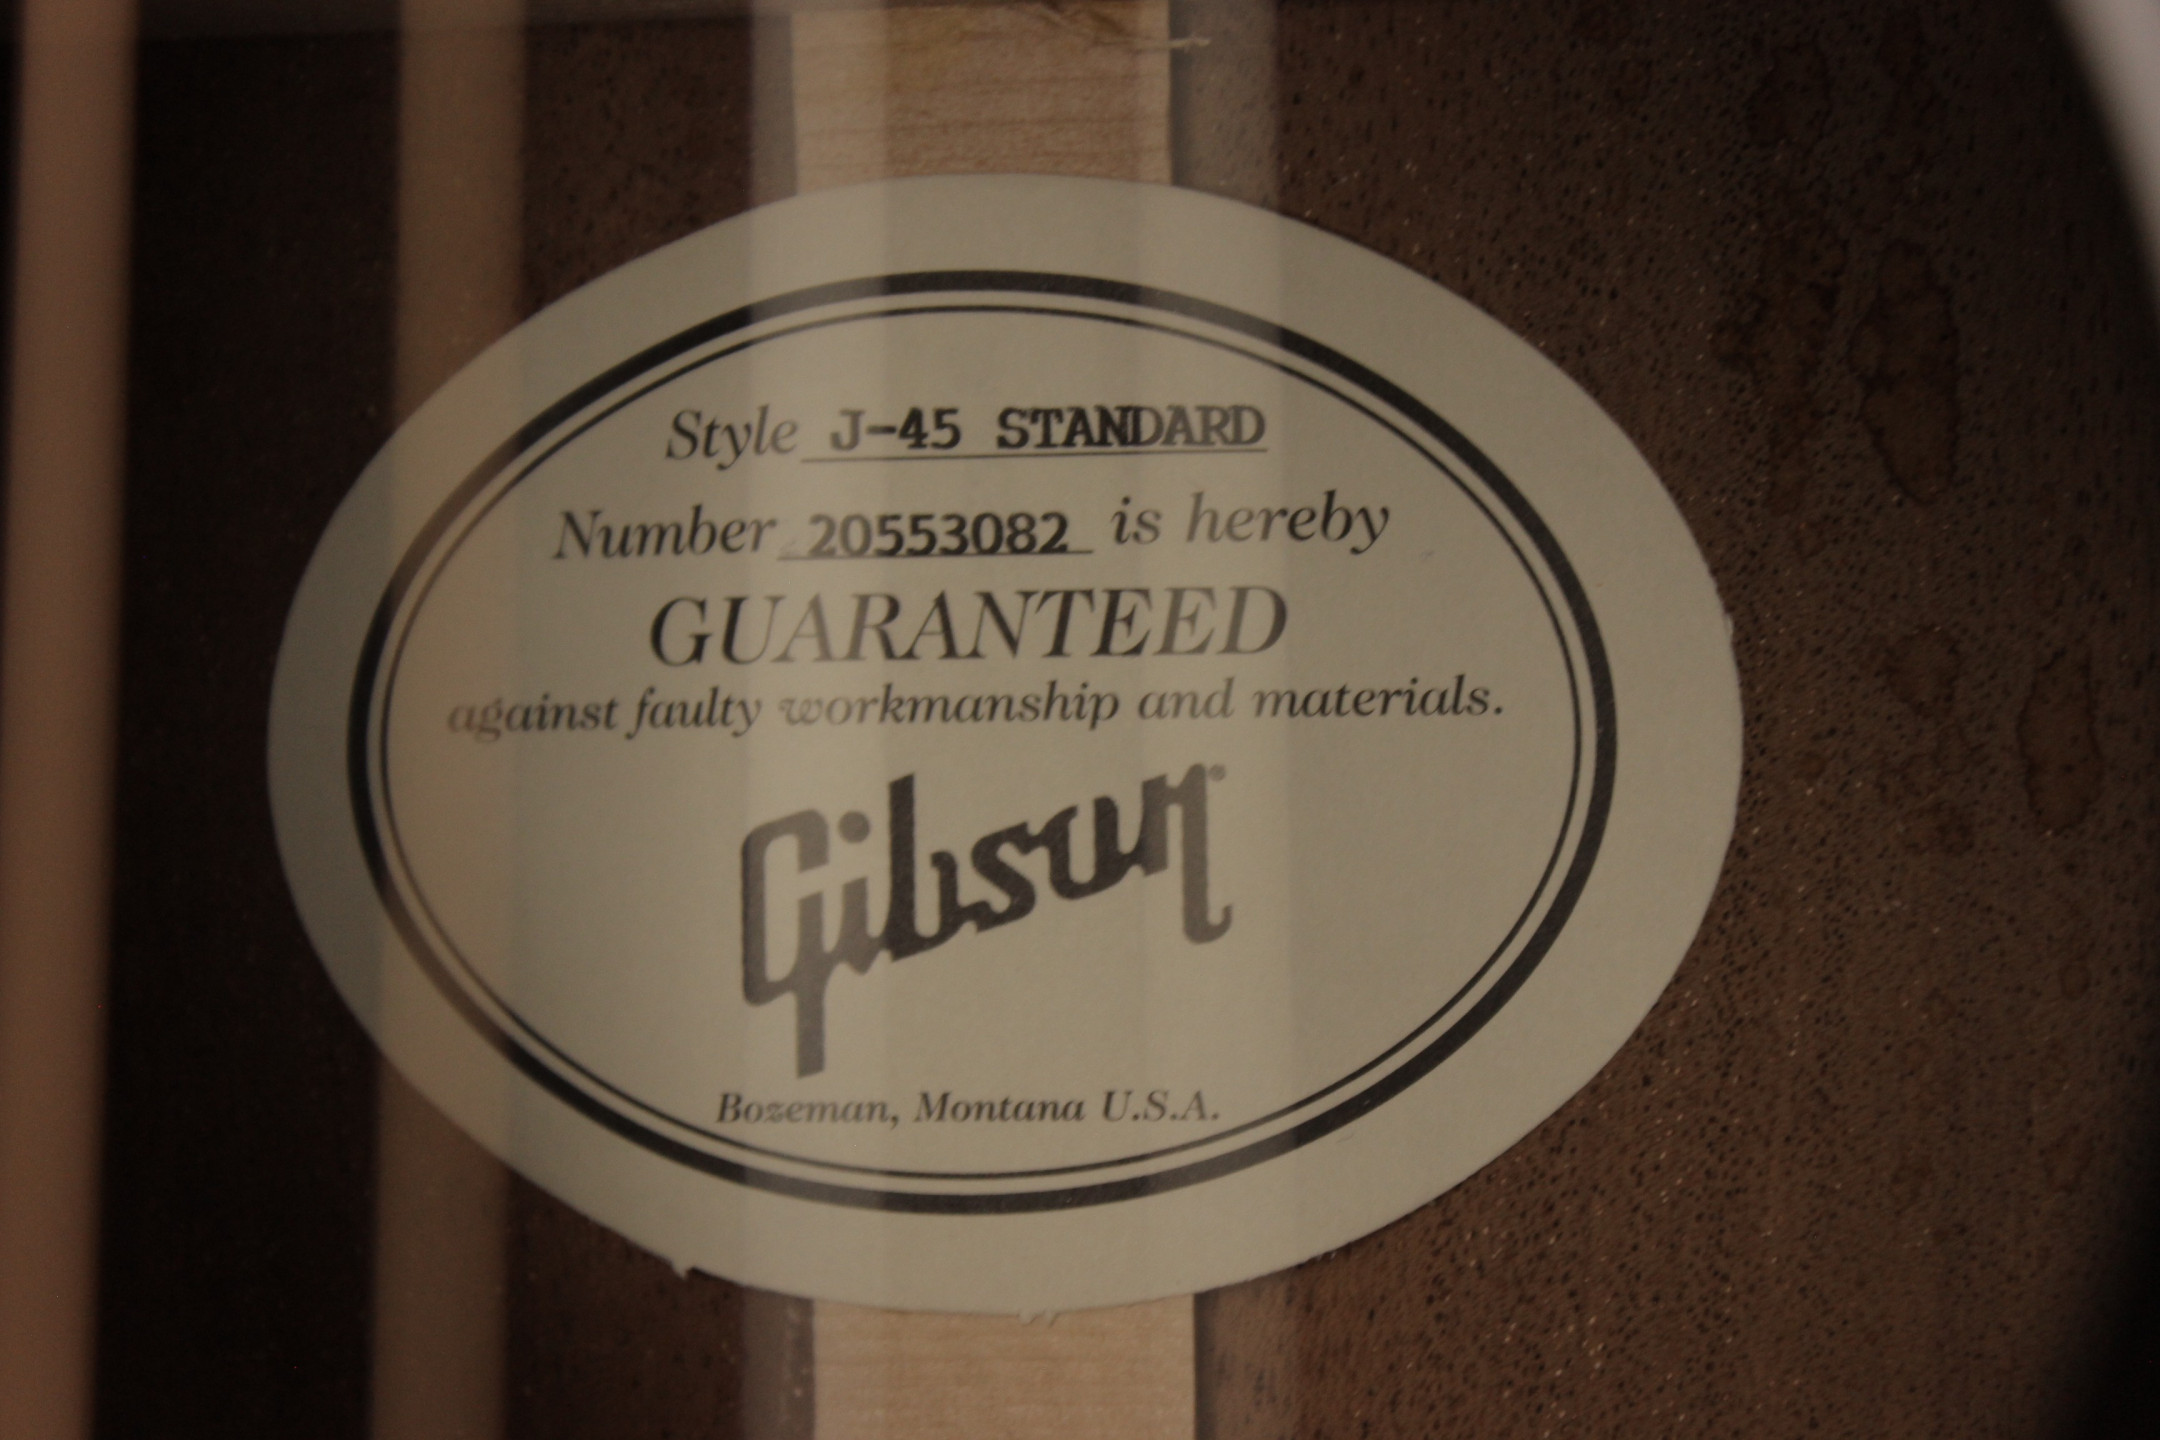 Style J-45 STANDARD
Number 20553082 is hereby
GUARANTEED
against faulty workmanship and materials.
Gibson®
Bozeman, Montana U.S.A.